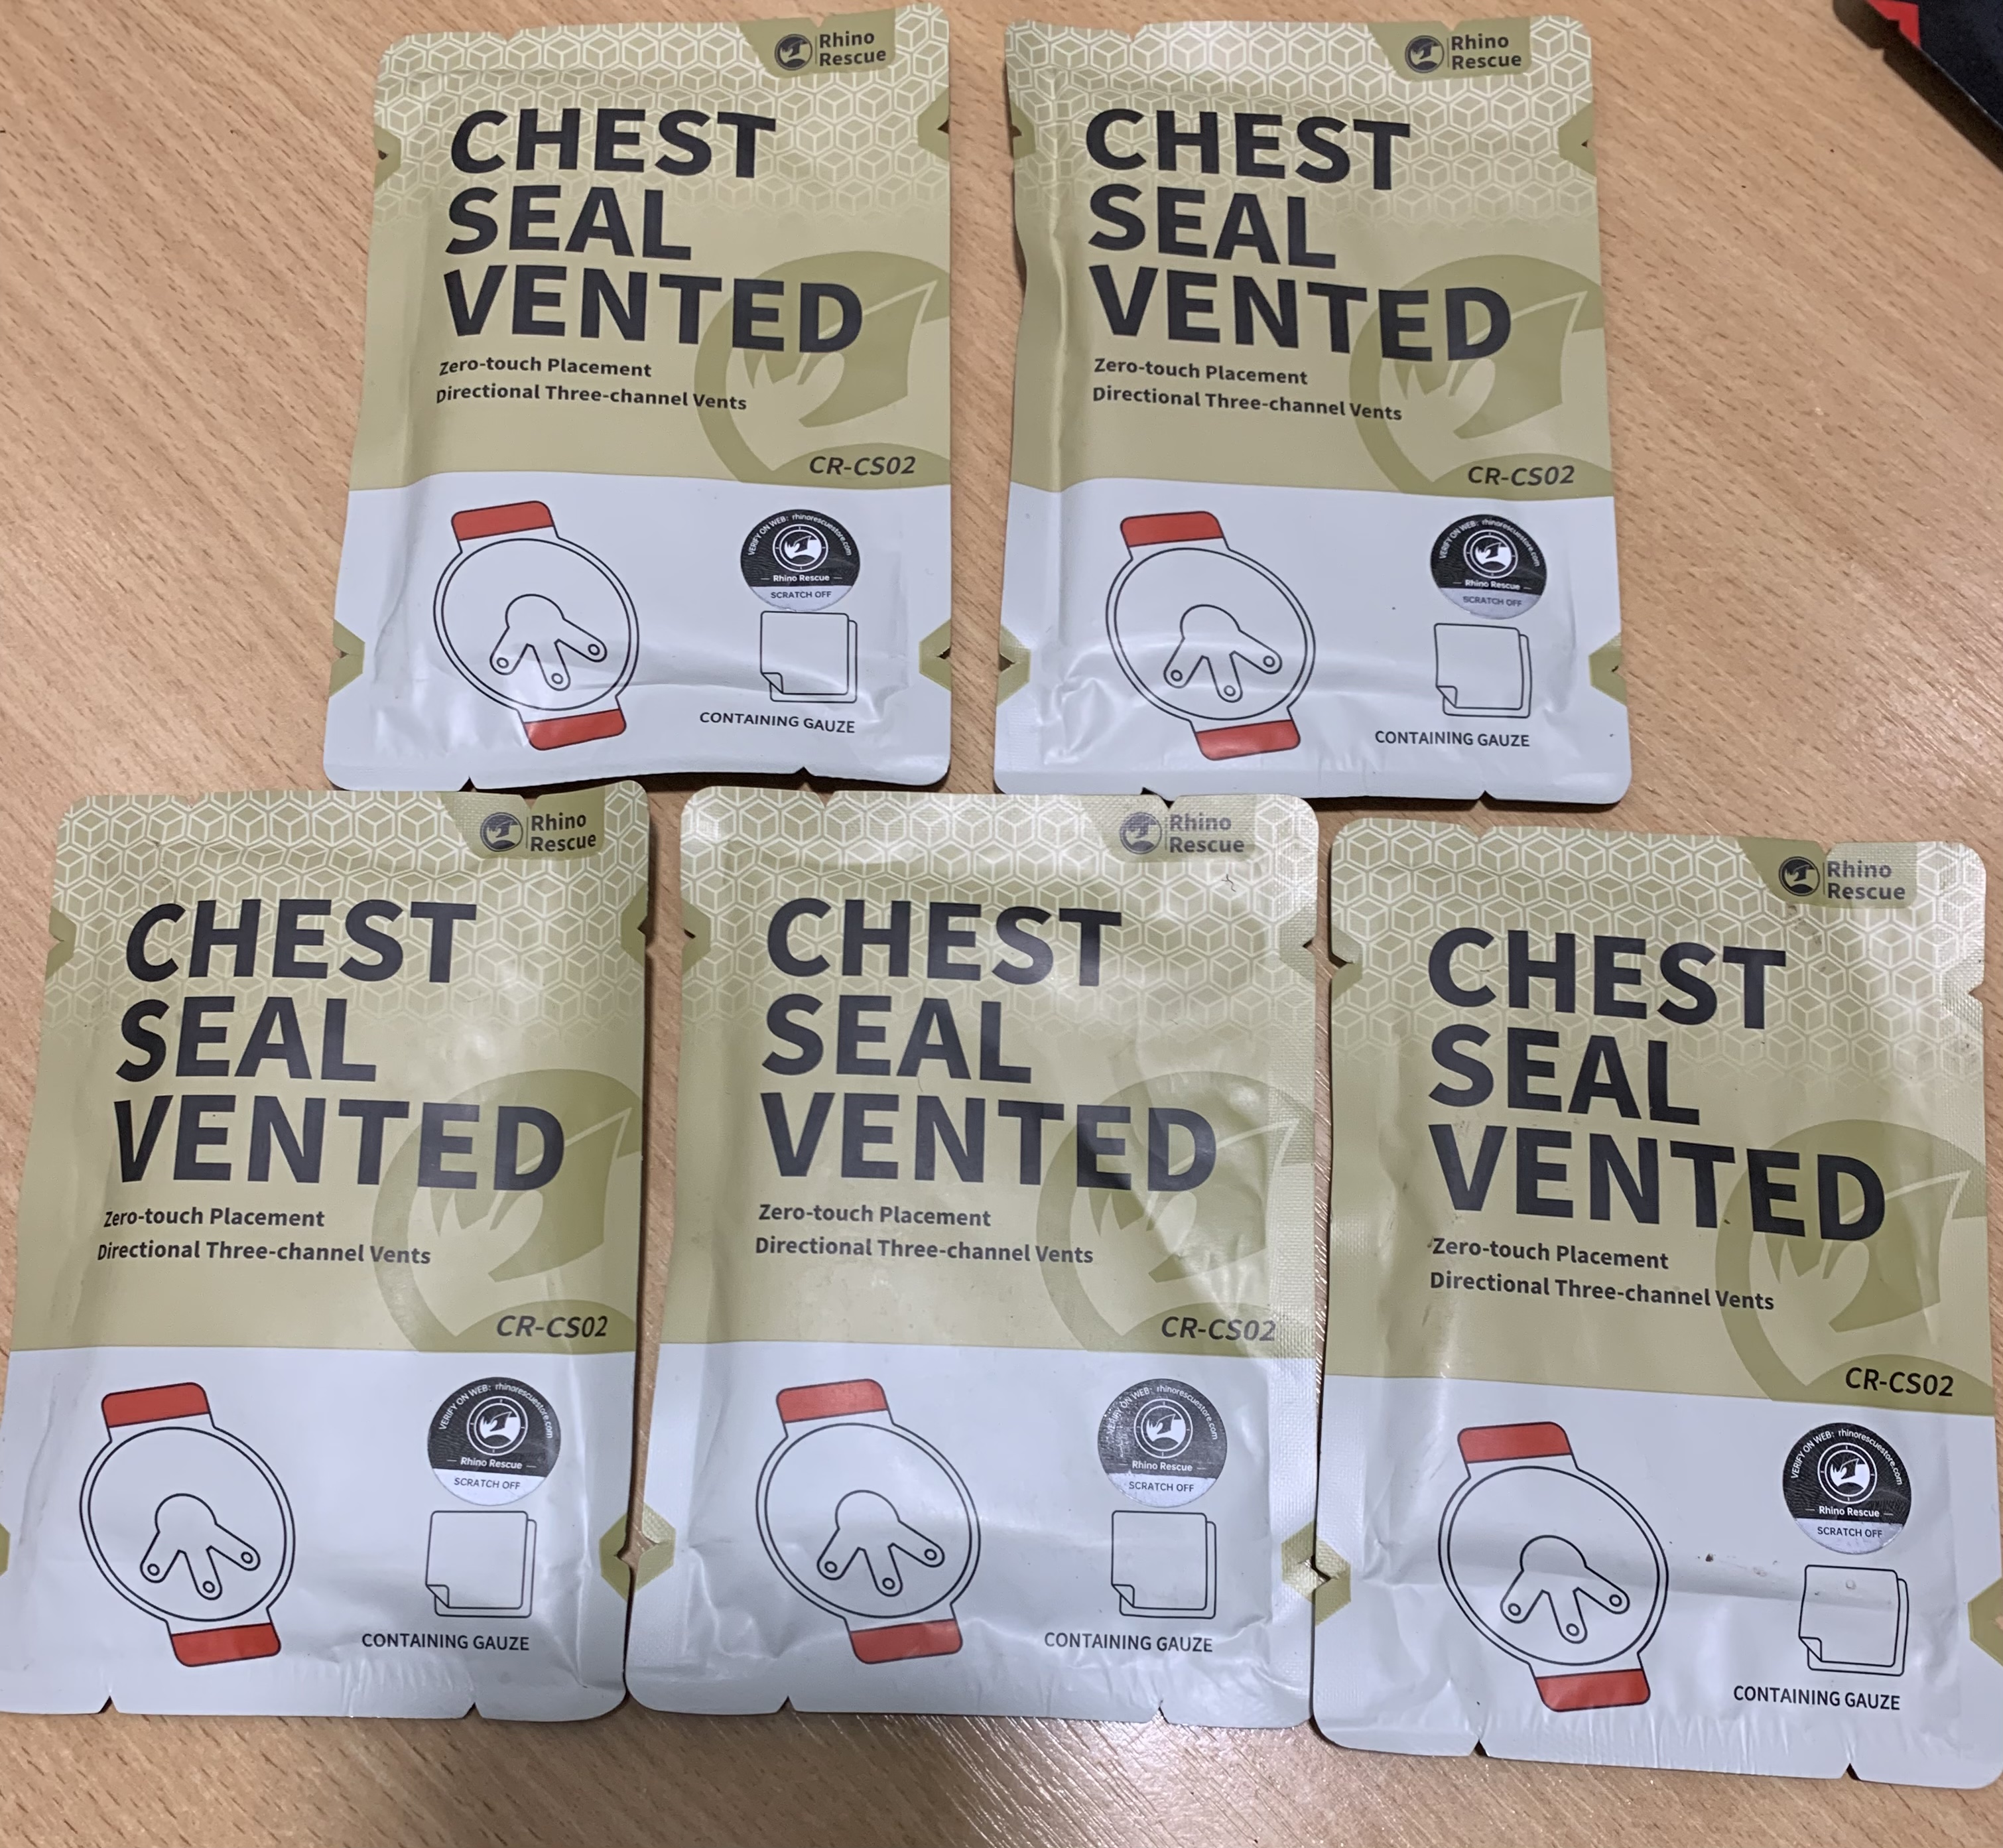 Rhino
Rescue
CHEST
SEAL
VENTED
Zero-touch Placement
Directional Three-channel Vents
CR-CS02
VERIFY ON WEB: rhinorescuestore.com
Rhino Rescue
SCRATCH OFF
CONTAINING GAUZE
Rhino
Rescue
CHEST
SEAL
VENTED
Zero-touch Placement
Directional Three-channel Vents
CR-CS02
VERIFY ON WEB: rhinorescuestore.com
Rhino Rescue
SCRATCH OFF
CONTAINING GAUZE
Rhino
Rescue
CHEST
SEAL
VENTED
Zero-touch Placement
Directional Three-channel Vents
CR-CS02
VERIFY ON WEB: rhinorescuestore.com
Rhino Rescue
SCRATCH OFF
CONTAINING GAUZE
Rhino
Rescue
CHEST
SEAL
VENTED
Zero-touch Placement
Directional Three-channel Vents
CR-CS02
VERIFY ON WEB: rhinorescuestore.com
Rhino Rescue
SCRATCH OFF
CONTAINING GAUZE
Rhino
Rescue
CHEST
SEAL
VENTED
Zero-touch Placement
Directional Three-channel Vents
CR-CS02
VERIFY ON WEB: rhinorescuestore.com
Rhino Rescue
SCRATCH OFF
CONTAINING GAUZE